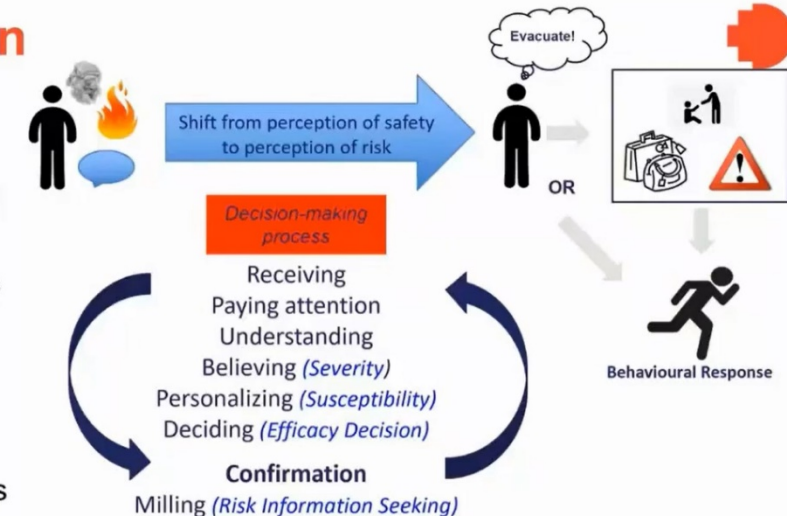 n
Evacuate!
Shift from perception of safety
to perception of risk
OR
Decision-making
process
Receiving
Paying attention
Understanding
Believing (Severity)
Personalizing (Susceptibility)
Deciding (Efficacy Decision)
Behavioural Response
Confirmation
s
Milling (Risk Information Seeking)